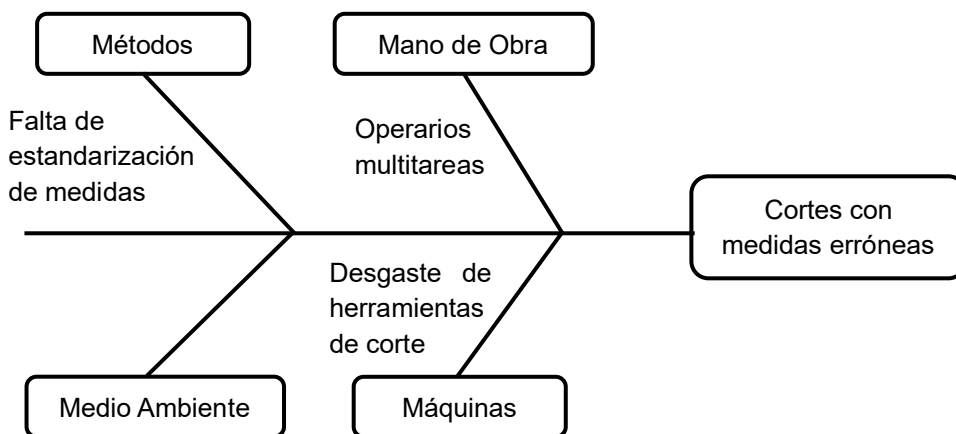 Métodos
Mano de Obra
Falta de
estandarización
de medidas
Operarios
multitareas
Cortes con
medidas erróneas
Desgaste de
herramientas
de corte
Medio Ambiente
Máquinas